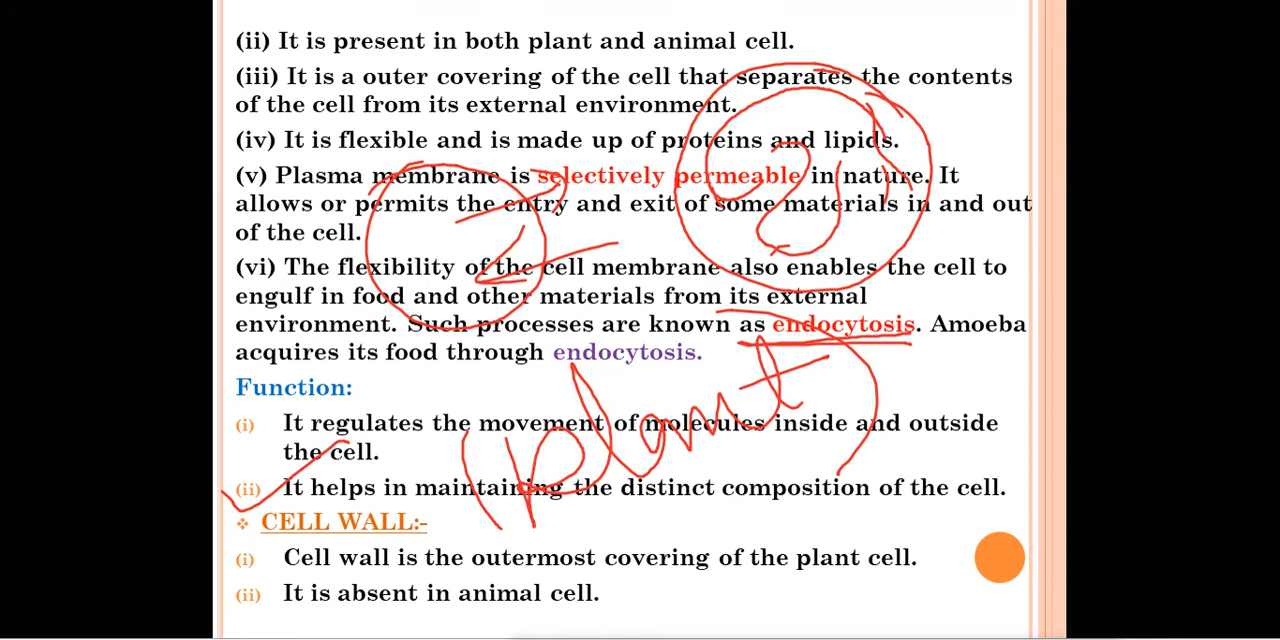 (ii) It is present in both plant and animal cell.
(iii) It is a outer covering of the cell that separates the contents
of the cell from its external environment.
(iv) It is flexible and is made up of proteins and lipids.
(v) Plasma membrane is selectively permeable in nature. It
allows or permits the entry and exit of some materials in and out
of the cell.
(vi) The flexibility of the cell membrane also enables the cell to
engulf in food and other materials from its external
environment. Such processes are known as endocytosis. Amoeba
acquires its food through endocytosis.
Function:
(i) It regulates the movement of molecules inside and outside
the cell.
(plant)
(ii) It helps in maintaining the distinct composition of the cell.
❖ CELL WALL:-
(i) Cell wall is the outermost covering of the plant cell.
(ii) It is absent in animal cell.